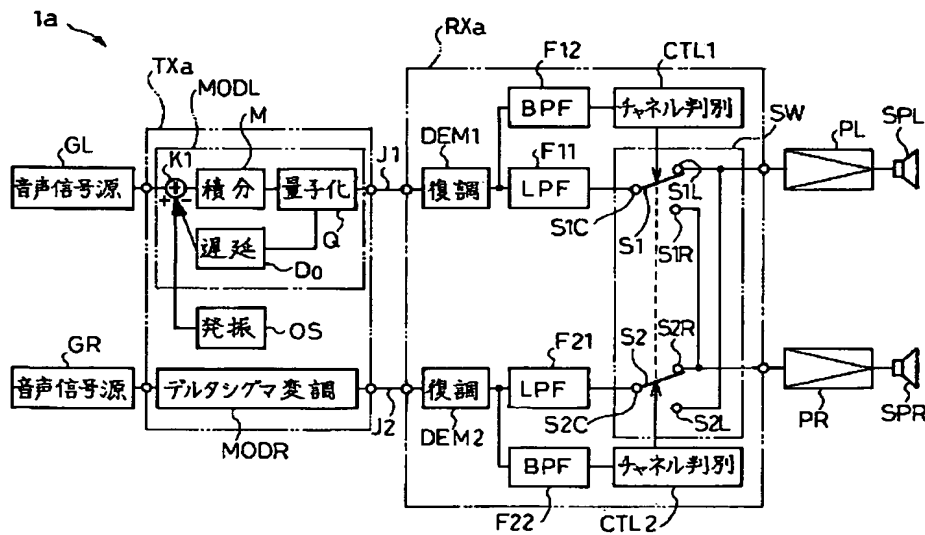 1a
TXa
MODL
M
RXa
F12
CTL1
BPF
チャネル判別
SW
PL
SPL
GL
K1
J1
DEM1
F11
音声信号源
+
+
-
積分
量子化
復調
LPF
S1L
S1C
S1
S1R
遅延
Q
D0
発振
OS
GR
F21
S2
S2R
音声信号源
デルタシグマ変調
復調
LPF
J2
MODR
DEM2
S2C
S2L
PR
SPR
BPF
チャネル判別
F22
CTL2